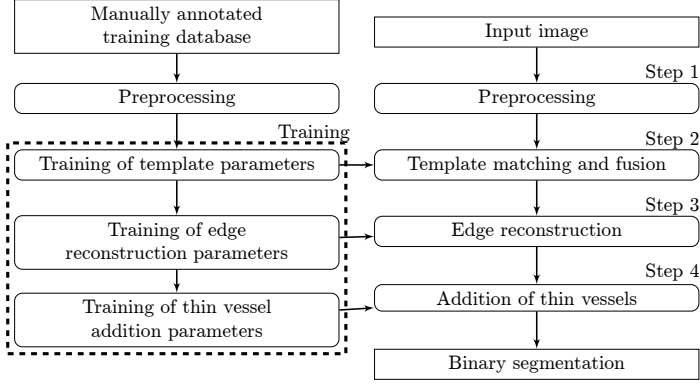 Manually annotated
training database
Preprocessing
Training
Training of template parameters
Training of edge
reconstruction parameters
Training of thin vessel
addition parameters
Input image
Step 1
Preprocessing
Step 2
Template matching and fusion
Step 3
Edge reconstruction
Step 4
Addition of thin vessels
Binary segmentation